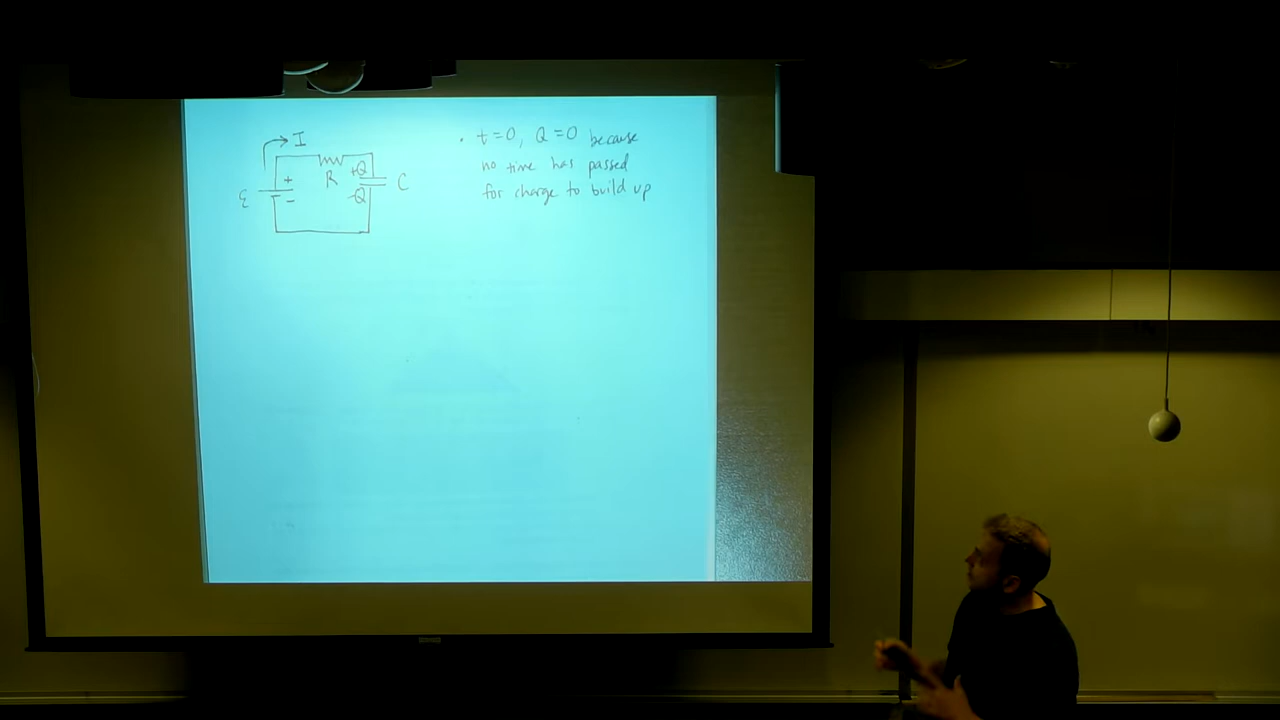 I
+
R
+Q
-Q
C
ε
-
• t=0, Q=0 because
no time has passed
for charge to build up